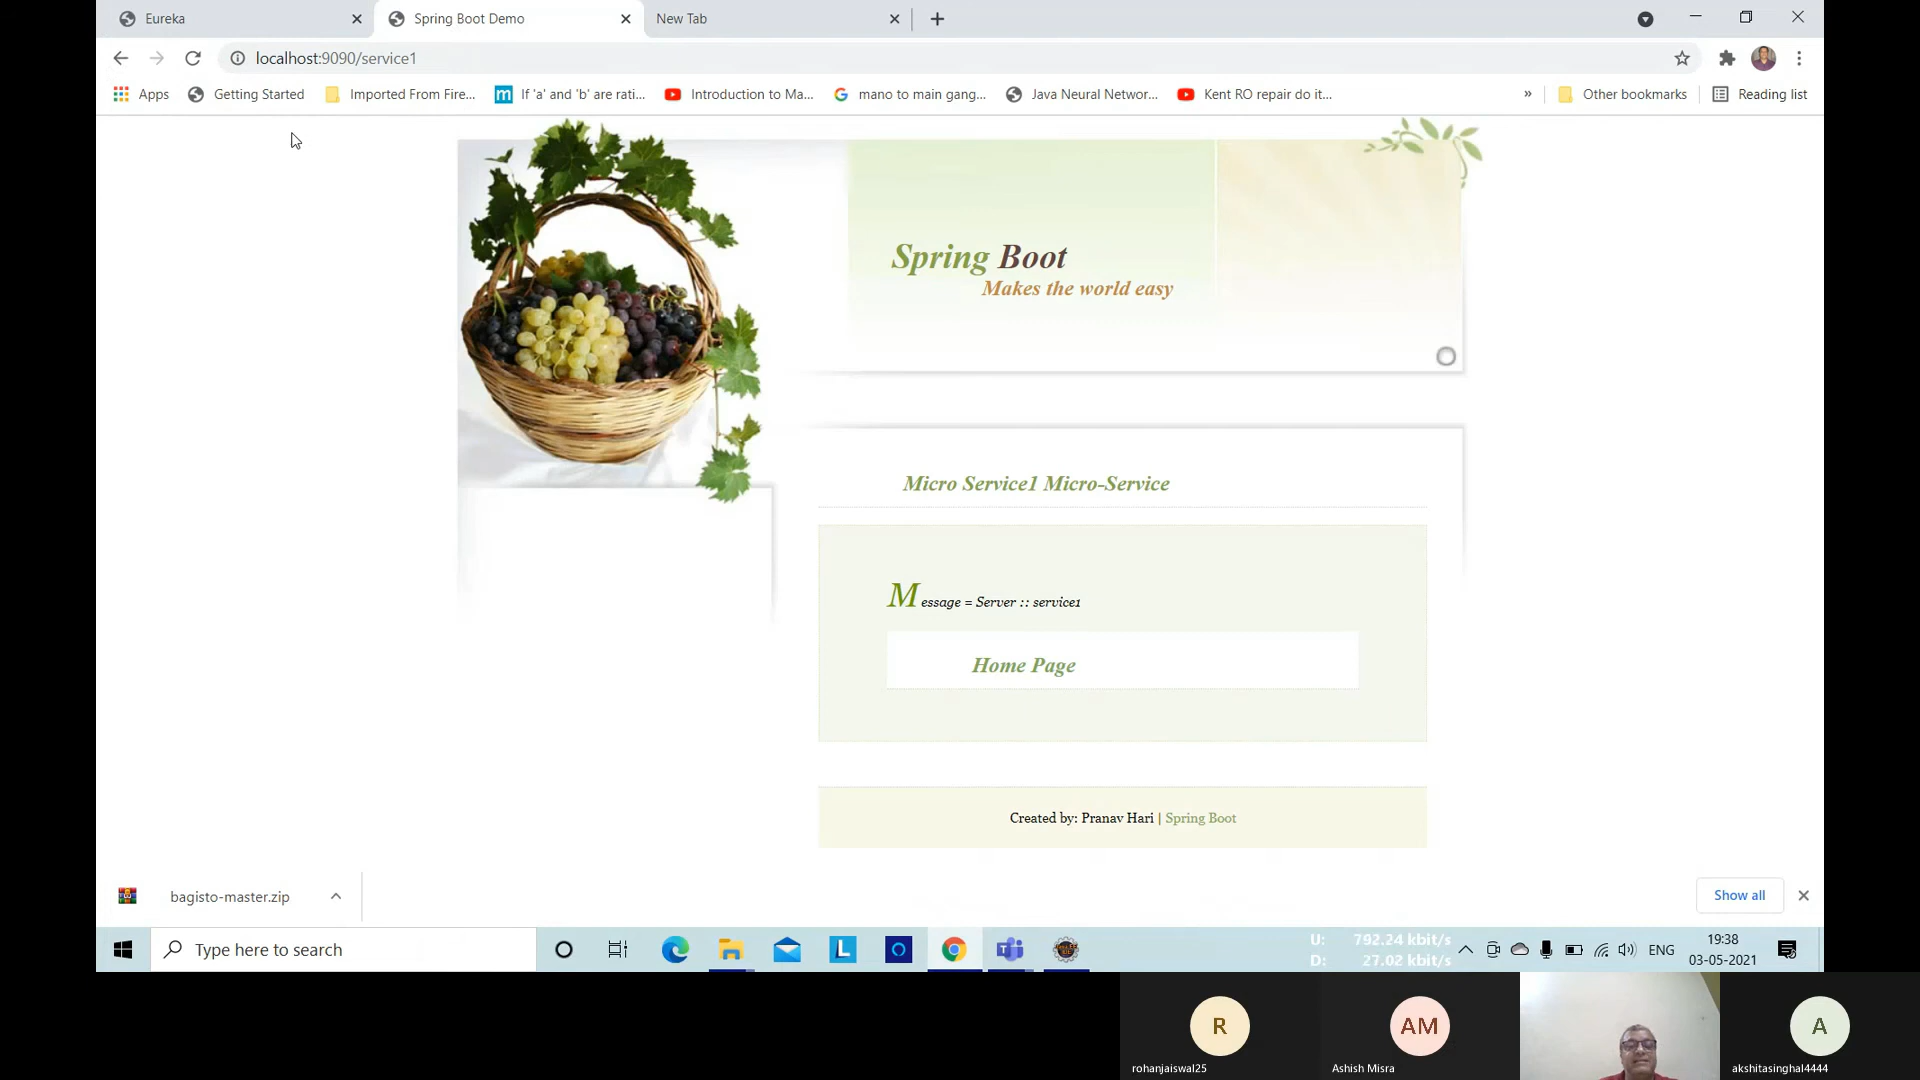 Eureka
Spring Boot Demo
New Tab
localhost:9090/service1
Apps
Getting Started
Imported From Fire...
m
If 'a' and 'b' are rati...
Introduction to Ma...
mano to main gang...
Java Neural Networ...
Kent RO repair do it...
»
Other bookmarks
Reading list
Spring Boot
Makes the world easy
Micro Service1 Micro-Service
Message = Server :: service1
Home Page
Created by: Pranav Hari | Spring Boot
bagisto-master.zip
Show all
Type here to search
L
U: 792.24 kbit/s
D: 27.02 kbit/s
ENG
19:38
03-05-2021
R
AM
A
rohanjaiswal25
Ashish Misra
akshitasinghal4444